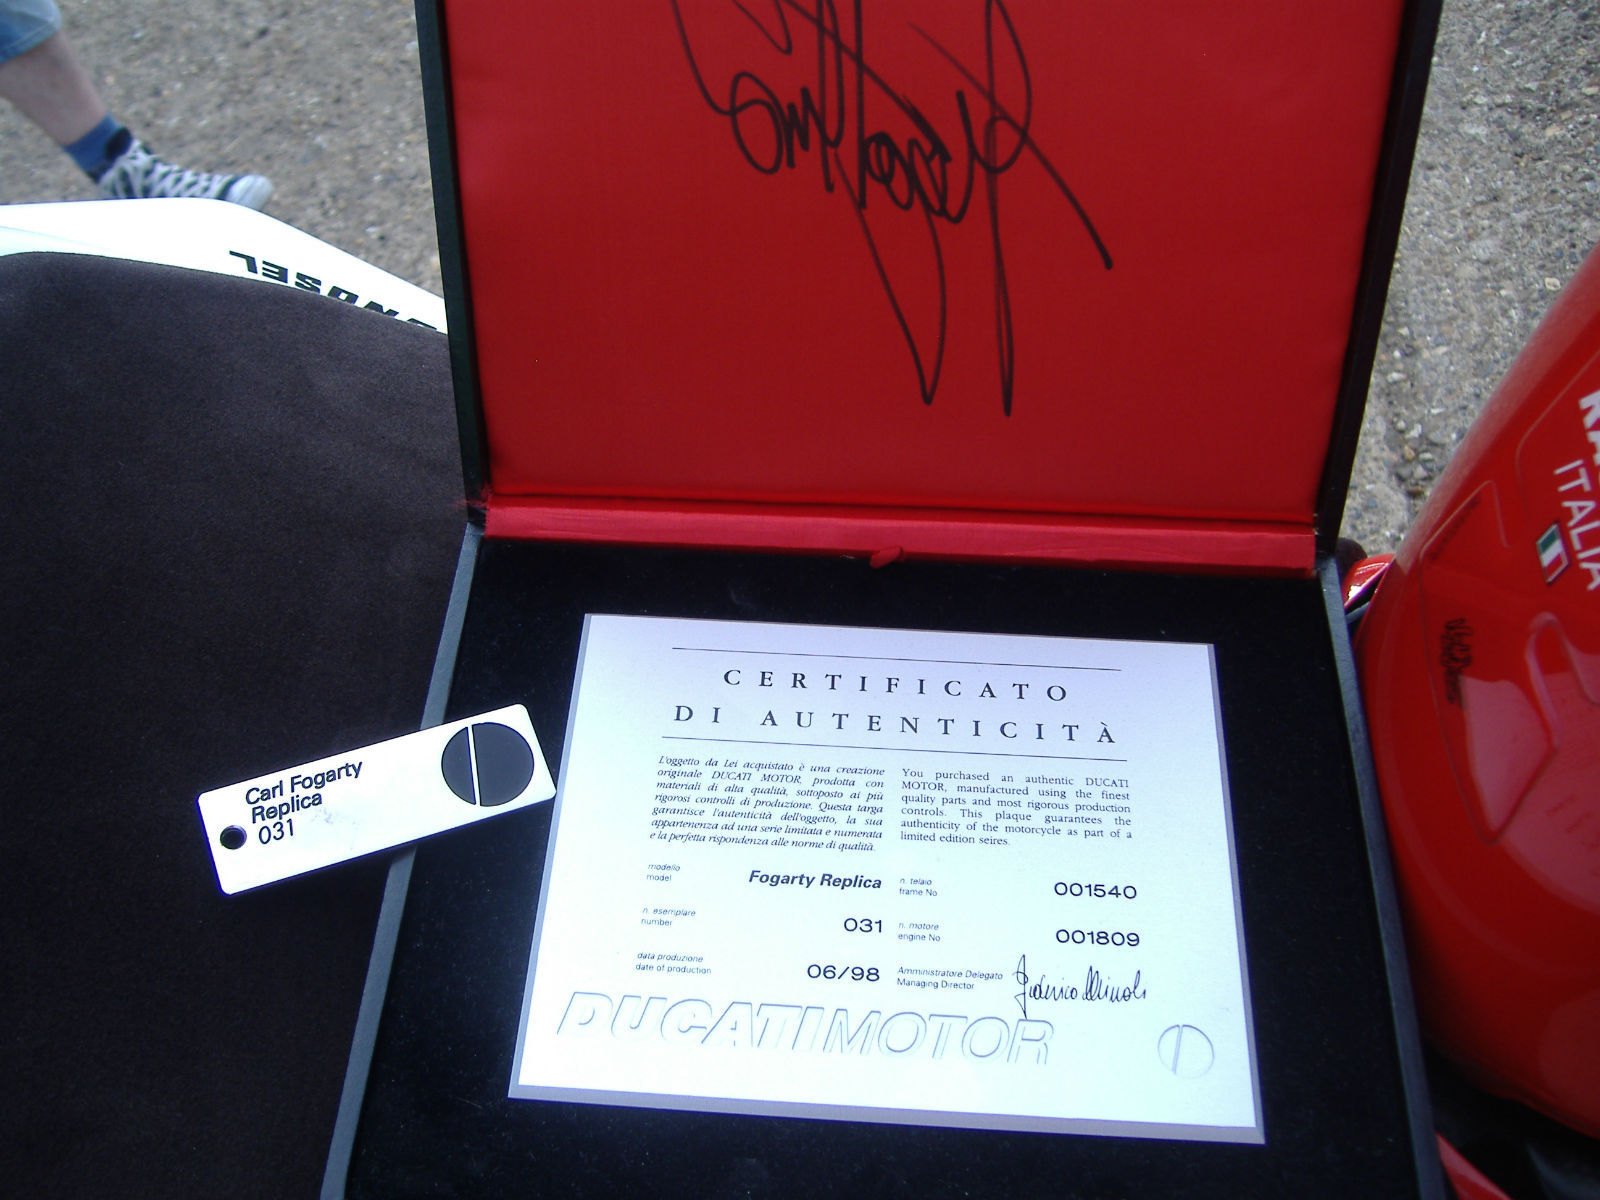 CERTIFICATO
DI AUTENTICITÀ
L'oggetto da Lei acquistato è una creazione
originale DUCATI MOTOR, prodotta con
materiali di alta qualità, sottoposto ai più
rigorosi controlli di produzione. Questa targa
garantisce l'autenticità dell'oggetto, la sua
appartenenza ad una serie limitata e numerata
e la perfetta rispondenza alle norme di qualità.
You purchased an authentic DUCATI
MOTOR, manufactured using the finest
quality parts and most rigorous production
controls. This plaque guarantees the
authenticity of the motorcycle as part of a
limited edition seires.
modello
model
Fogarty Replica
n. telaio
frame No
001540
n. esemplare
number
031
n. motore
engine No
001809
data produzione
date of production
06/98
Amministratore Delegato
Managing Director
DUCATIMOTOR
Carl Fogarty
Replica
031
ITALIA